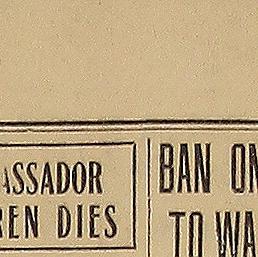 ASSADOR
REN DIES
BAN ON
TO WA